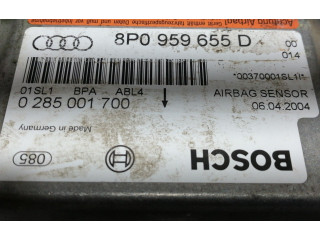 8P0 959 655 D
00
014
*00370001SL1I*
01SL1 BPA - ABL4
AIRBAG SENSOR
0 285 001 700
06.04.2004
Made in Germany
085
BOSCH